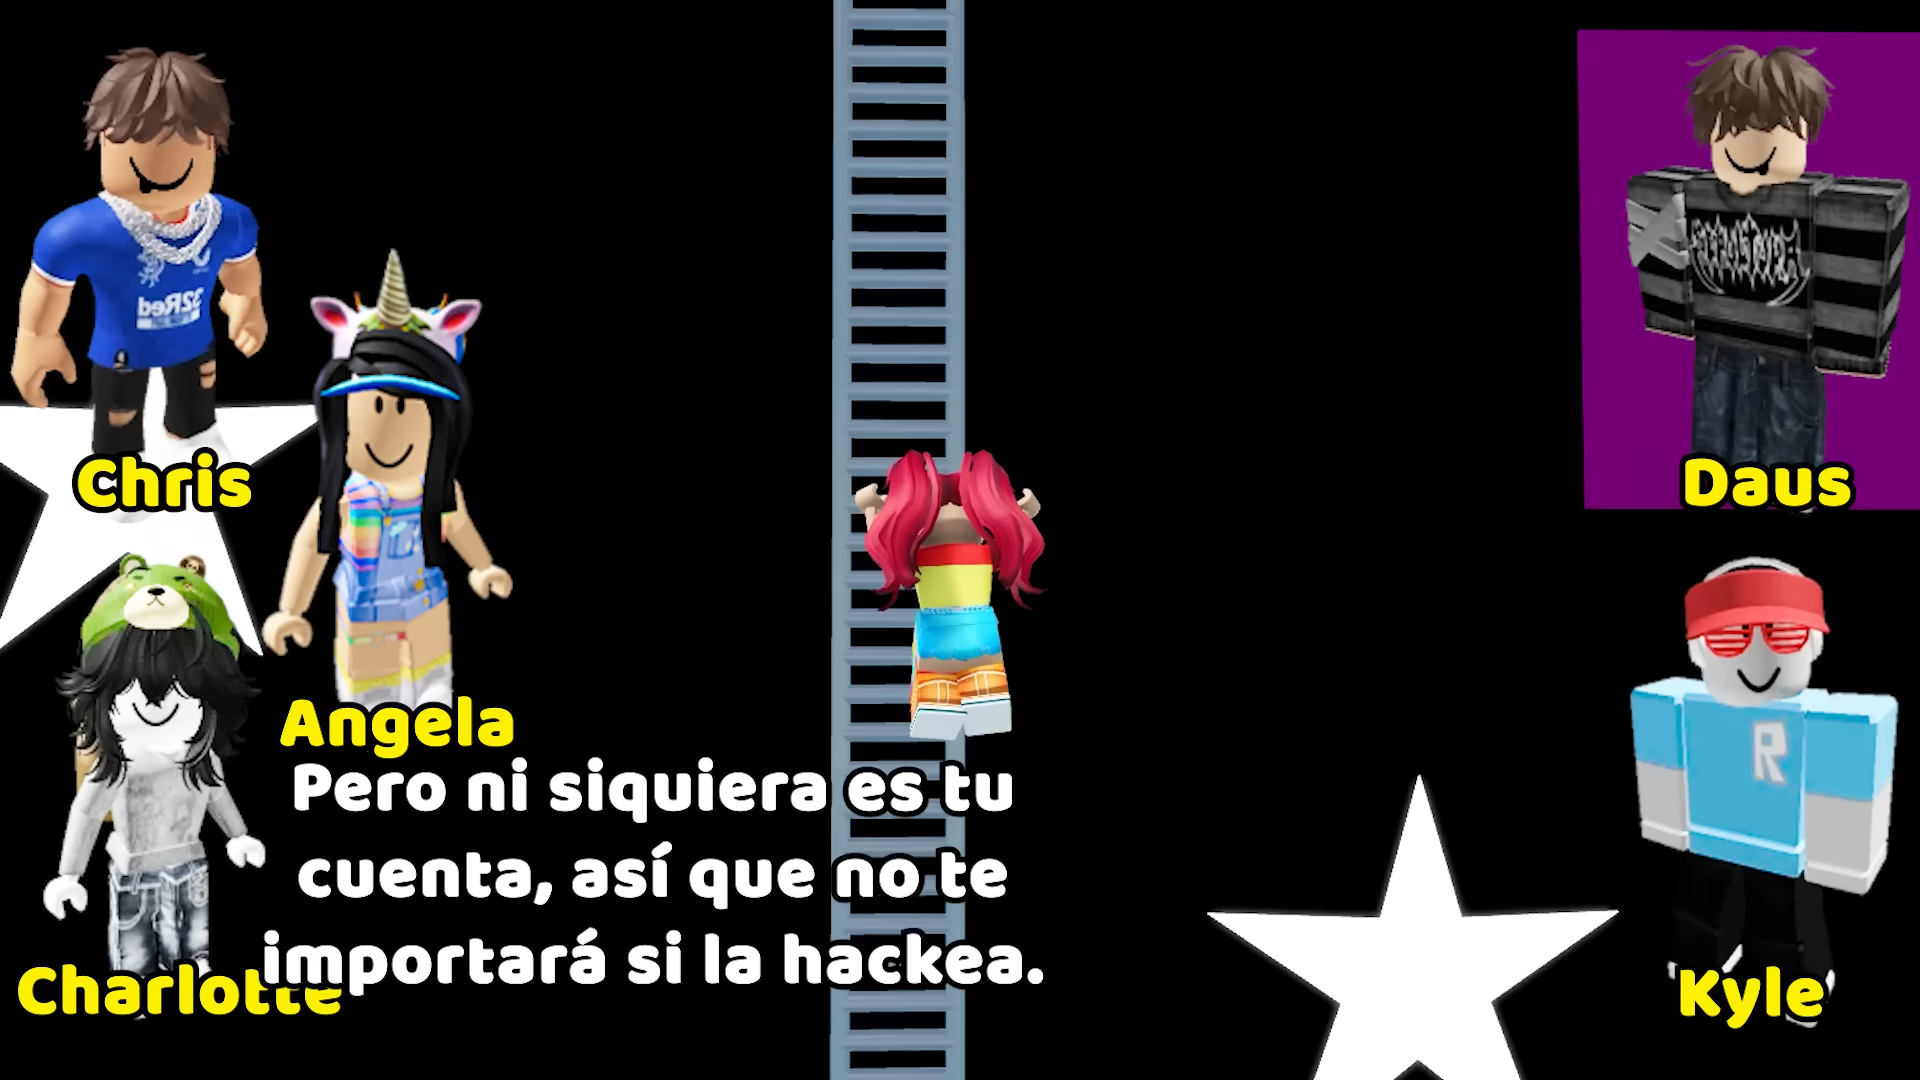 32Red
Chris
Daus
Angela
Pero ni siquiera es tu
cuenta, así que no te
importará si la hackea.
Charlotte
R
Kyle